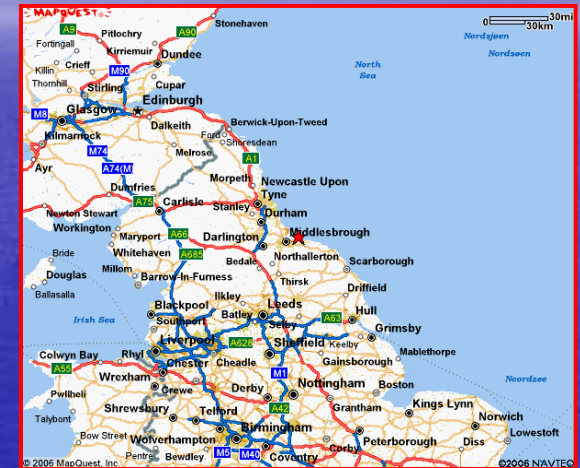 MAPQUEST
Stonehaven
A9
A90
30mi
30km
Pitlochry
Fortingall
Kirriemuir
Nordsjøen
Nordsøen
Dundee
Killin
Crieff
M90
North
Sea
Thornhill
Stirling
Cupar
Edinburgh
M8
Glasgow
Dalkeith
Berwick-Upon-Tweed
Kilmarnock
Ford
Shoresdean
M74
Melrose
A1
Ayr
A74(M)
Morpeth
Newcastle Upon
Tyne
Dumfries
A75
Carlisle
Stanley
Durham
Newton Stewart
Workington
Maryport
A66
Darlington
Middlesbrough
Whitehaven
A685
Bride
Bedale
Northallerton
Scarborough
Douglas
Millom
Barrow-In-Furness
Thirsk
Ballasalla
Ilkley
Driffield
Blackpool
Leeds
Irish Sea
Southport
Batley
Selby
A63
Hull
Grimsby
Liverpool
A628
Sheffield
Keelby
Colwyn Bay
Rhyl
Chester
Cheadle
Gainsborough
Mablethorpe
A55
Wrexham
M1
Noordzee
Crewe
Derby
Nottingham
Boston
Pwllheli
Shrewsbury
A42
Grantham
Kings Lynn
Talybont
Telford
Norwich
Bow Street
Wolverhampton
Birmingham
Peterborough
Diss
Lowestoft
Pentre
Bewdley
M5
M40
Coventry
Corby
© 2006 MapQuest, Inc.
©2006 NAVTEQ